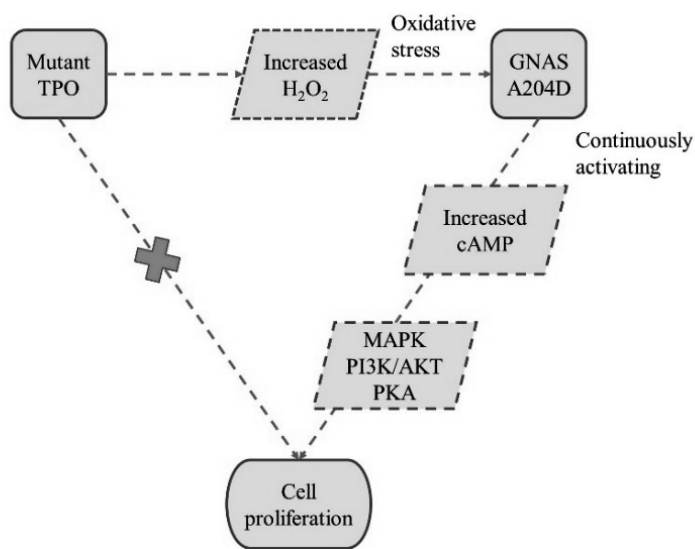 Mutant
TPO
Increased
H₂O₂
Oxidative
stress
GNAS
A204D
Continuously
activating
Increased
cAMP
MAPK
PI3K/AKT
PKA
Cell
proliferation